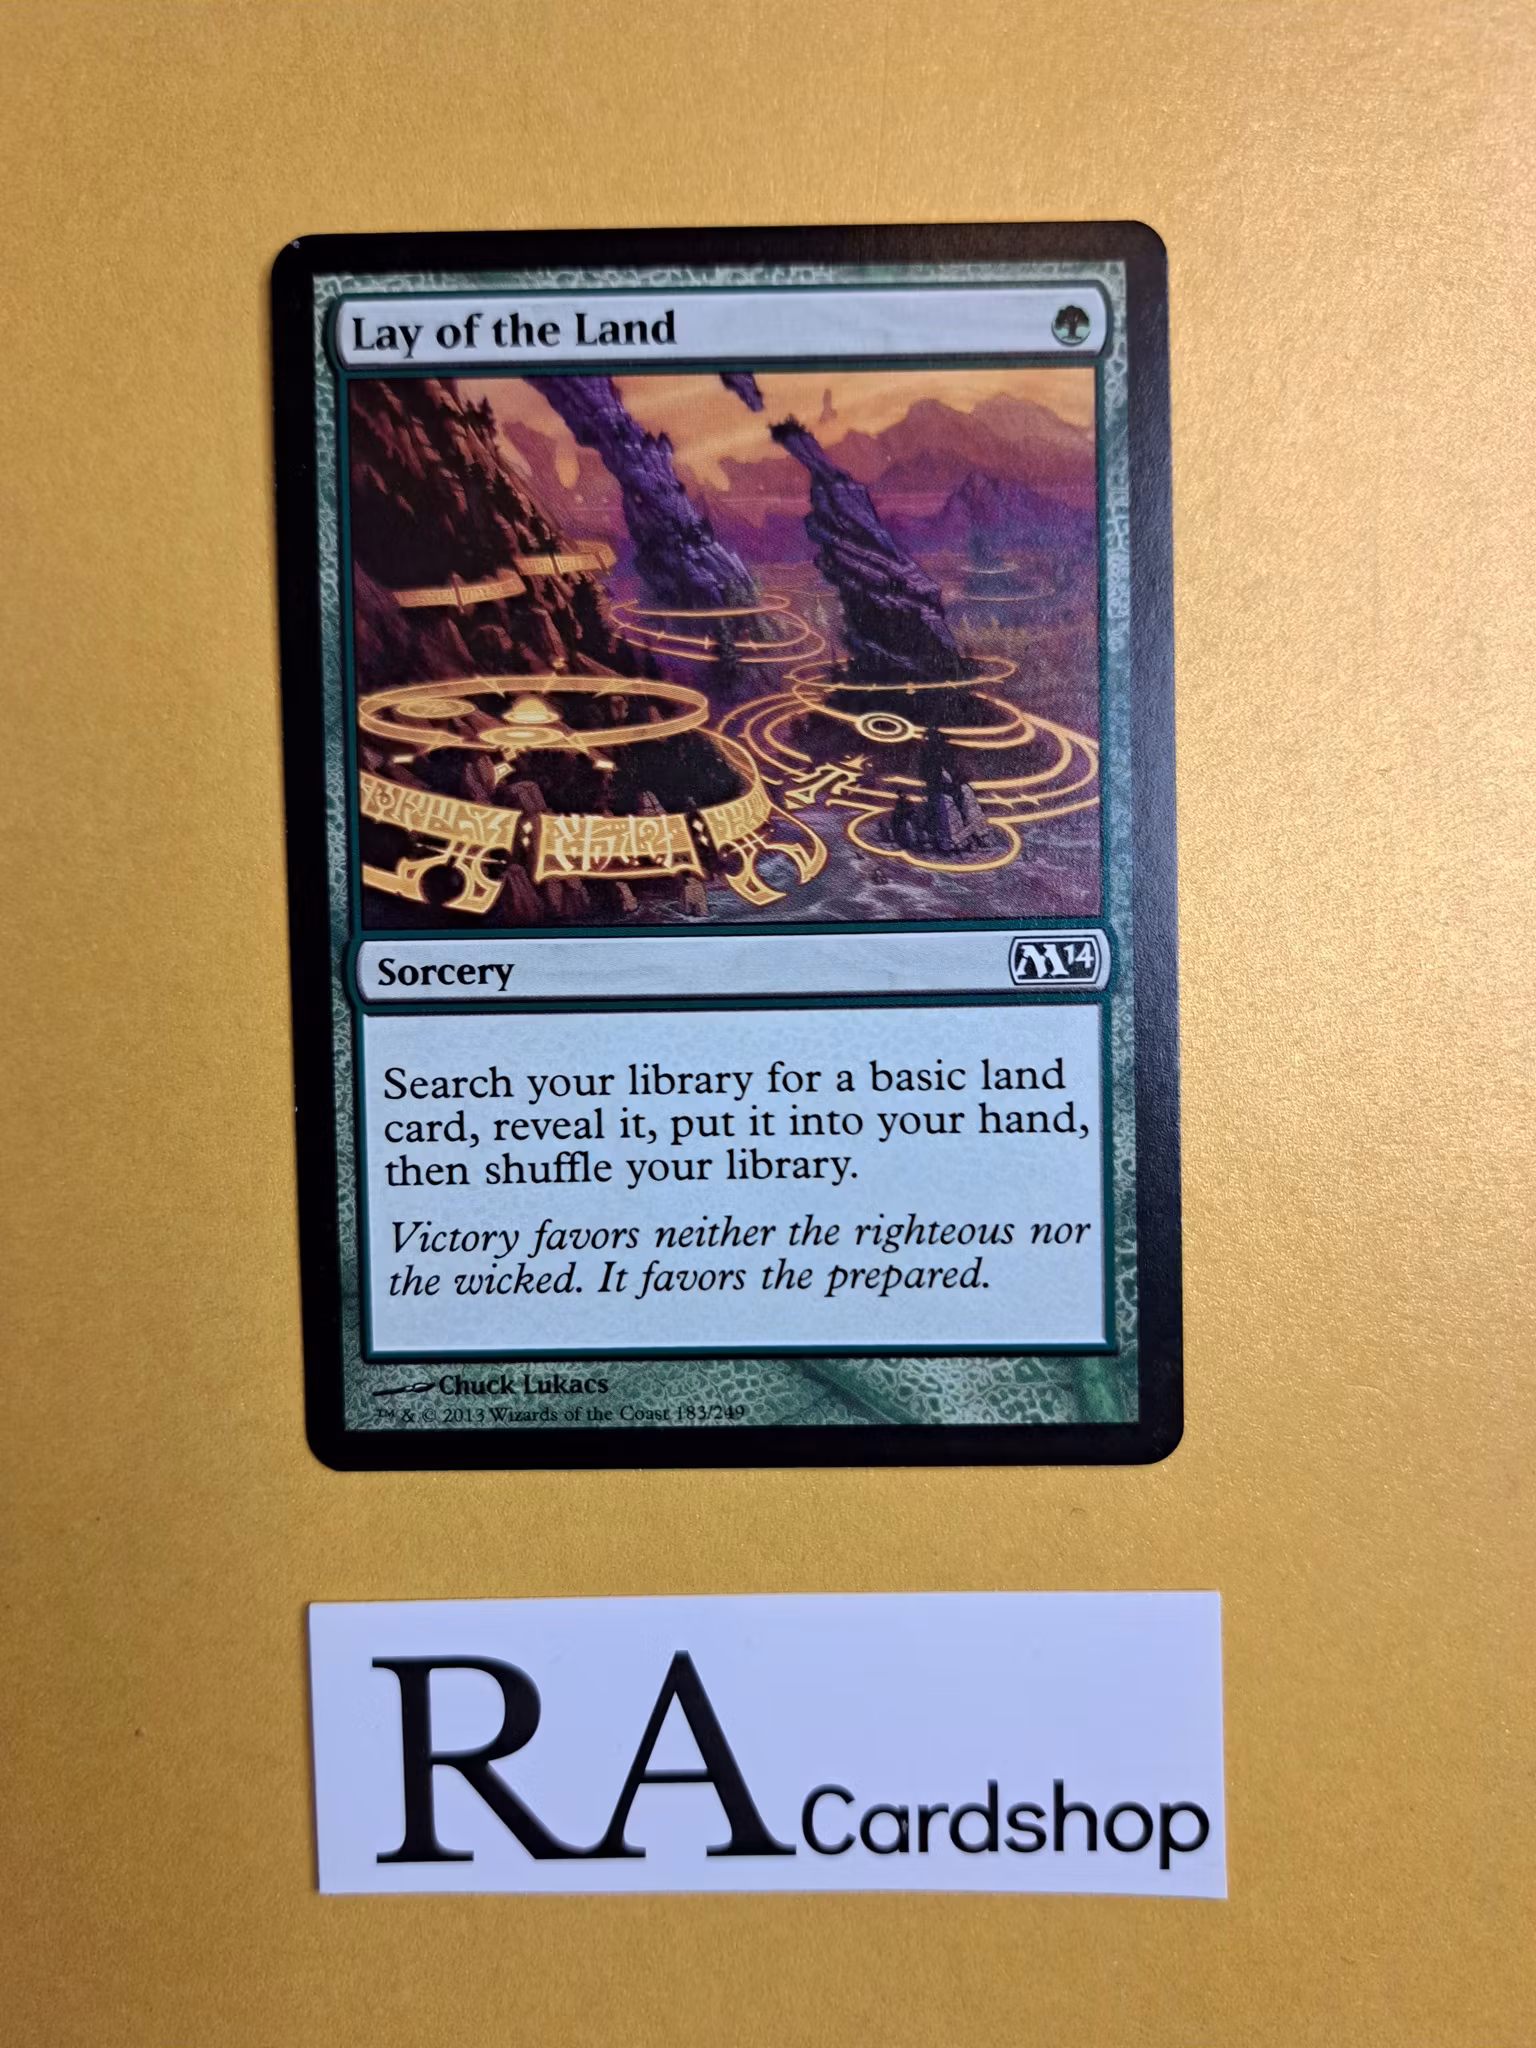 Lay of the Land
Sorcery
M14
Search your library for a basic land
card, reveal it, put it into your hand,
then shuffle your library.
Victory favors neither the righteous nor
the wicked. It favors the prepared.
Chuck Lukacs
™ & © 2013 Wizards of the Coast 183/249
RA Cardshop